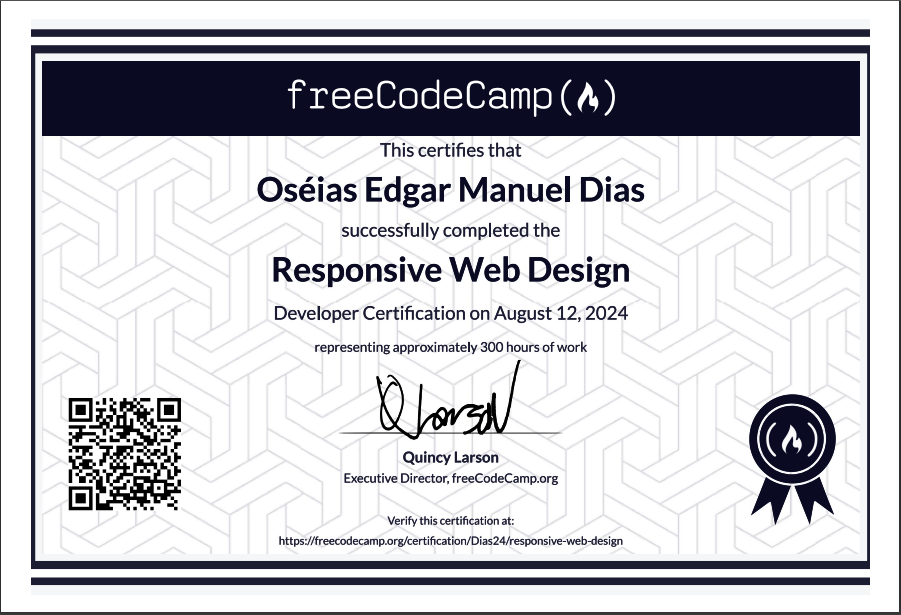 freeCodeCamp
This certifies that
Oséias Edgar Manuel Dias
successfully completed the
Responsive Web Design
Developer Certification on August 12, 2024
representing approximately 300 hours of work
Q Larson
Quincy Larson
Executive Director, freeCodeCamp.org
Verify this certification at:
https://freecodecamp.org/certification/Dias24/responsive-web-design